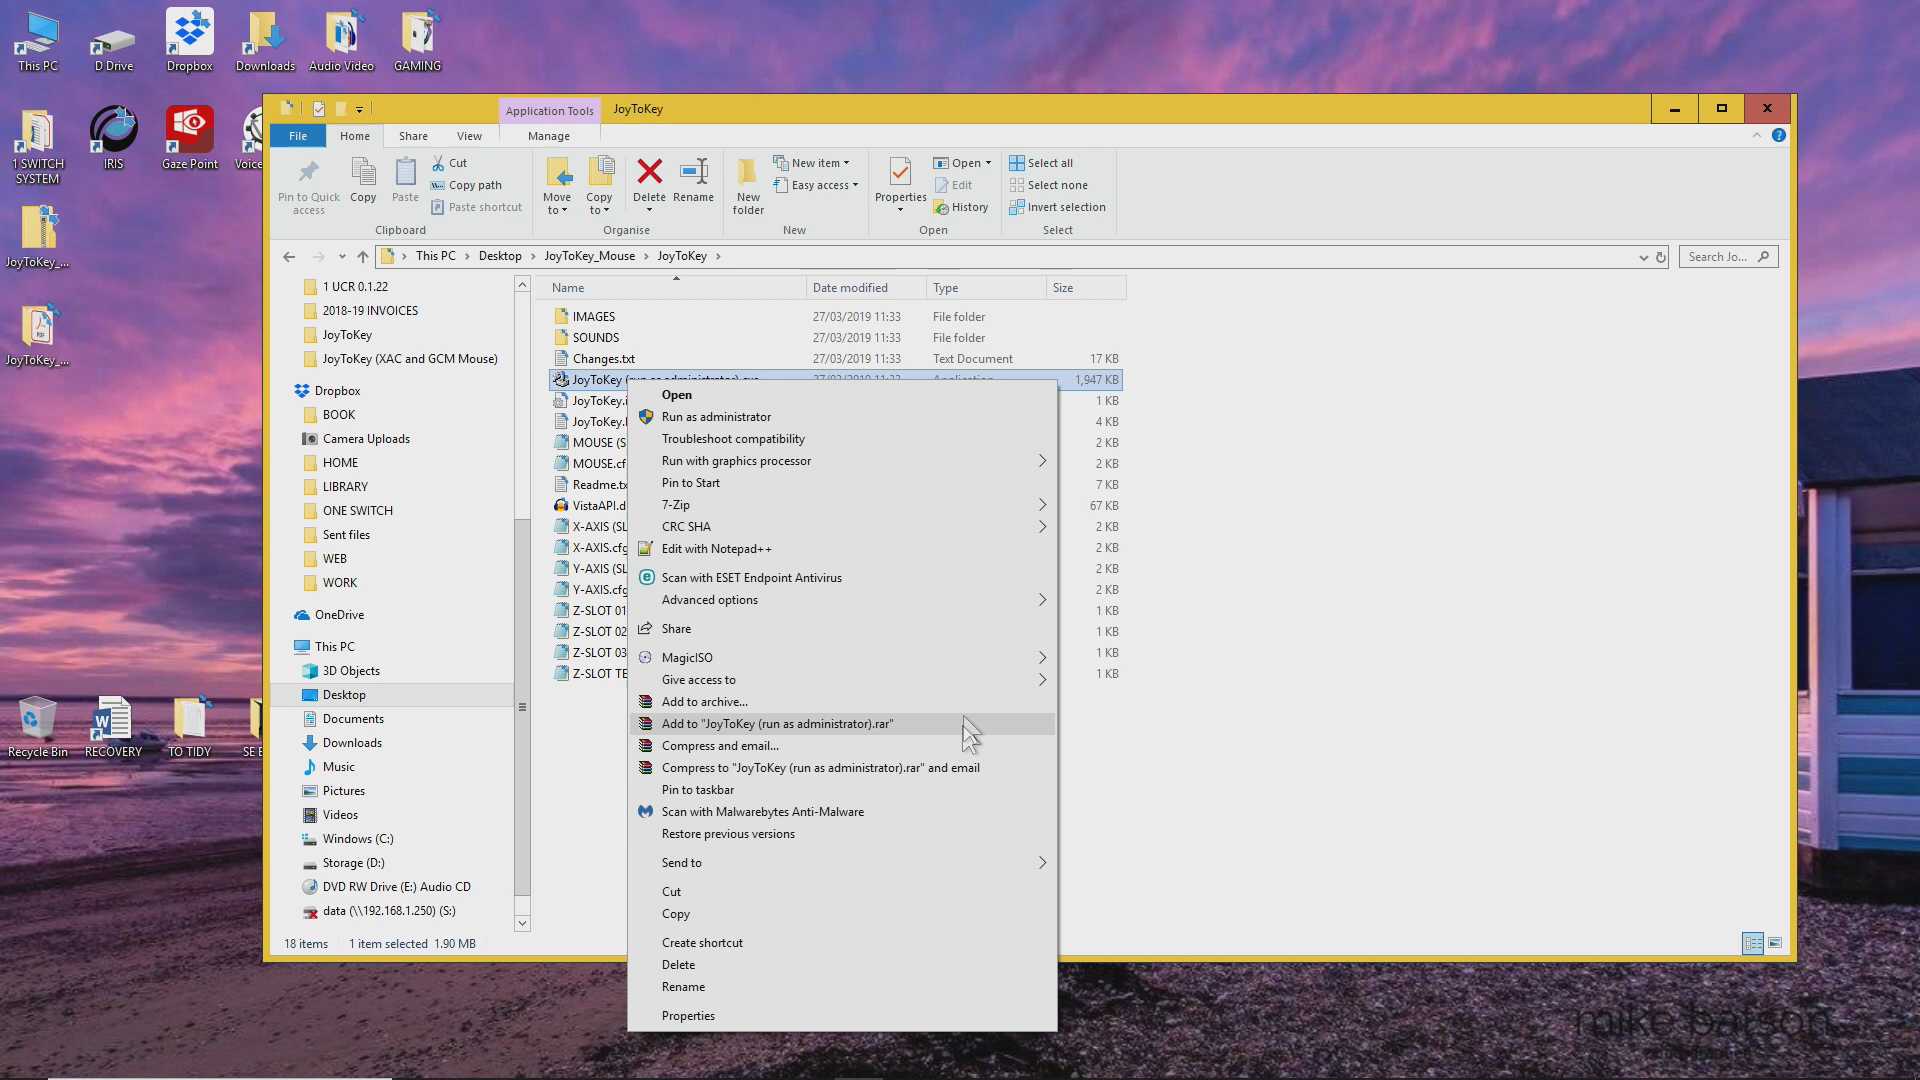 This PC
D Drive
Dropbox
Downloads
Audio Video
GAMING
1 SWITCH
SYSTEM
IRIS
Gaze Point
Voice
JoyToKey_...
JoyToKey_...
Recycle Bin
RECOVERY
TO TIDY
SE E
Application Tools
JoyToKey
File
Home
Share
View
Manage
Pin to Quick
access
Copy
Paste
Cut
Copy path
Paste shortcut
Clipboard
Move
to
Copy
to
Delete
Rename
Organise
New
folder
New item
Easy access
New
Properties
Open
Edit
History
Open
Select all
Select none
Invert selection
Select
This PC > Desktop > JoyToKey_Mouse > JoyToKey >
Search Jo...
1 UCR 0.1.22
2018-19 INVOICES
JoyToKey
JoyToKey (XAC and GCM Mouse)
Dropbox
BOOK
Camera Uploads
HOME
LIBRARY
ONE SWITCH
Sent files
WEB
WORK
OneDrive
This PC
3D Objects
Desktop
Documents
Downloads
Music
Pictures
Videos
Windows (C:)
Storage (D:)
DVD RW Drive (E:) Audio CD
data (\\192.168.1.250) (S:)
Name Date modified Type Size
IMAGES 27/03/2019 11:33 File folder
SOUNDS 27/03/2019 11:33 File folder
Changes.txt 27/03/2019 11:33 Text Document 17 KB
JoyToKey (run as administrator).exe 27/03/2019 11:33 Application 1,947 KB
JoyToKey.i 1 KB
JoyToKey. 4 KB
MOUSE (S 2 KB
MOUSE.cf 2 KB
Readme.tx 7 KB
VistaAPI.d 67 KB
X-AXIS (SL 2 KB
X-AXIS.cfg 2 KB
Y-AXIS (SL 2 KB
Y-AXIS.cfg 2 KB
Z-SLOT 01 1 KB
Z-SLOT 02 1 KB
Z-SLOT 03 1 KB
Z-SLOT TE 1 KB
Open
Run as administrator
Troubleshoot compatibility
Run with graphics processor
Pin to Start
7-Zip
CRC SHA
Edit with Notepad++
Scan with ESET Endpoint Antivirus
Advanced options
Share
MagicISO
Give access to
Add to archive...
Add to "JoyToKey (run as administrator).rar"
Compress and email...
Compress to "JoyToKey (run as administrator).rar" and email
Pin to taskbar
Scan with Malwarebytes Anti-Malware
Restore previous versions
Send to
Cut
Copy
Create shortcut
Delete
Rename
Properties
18 items 1 item selected 1.90 MB
mike batson